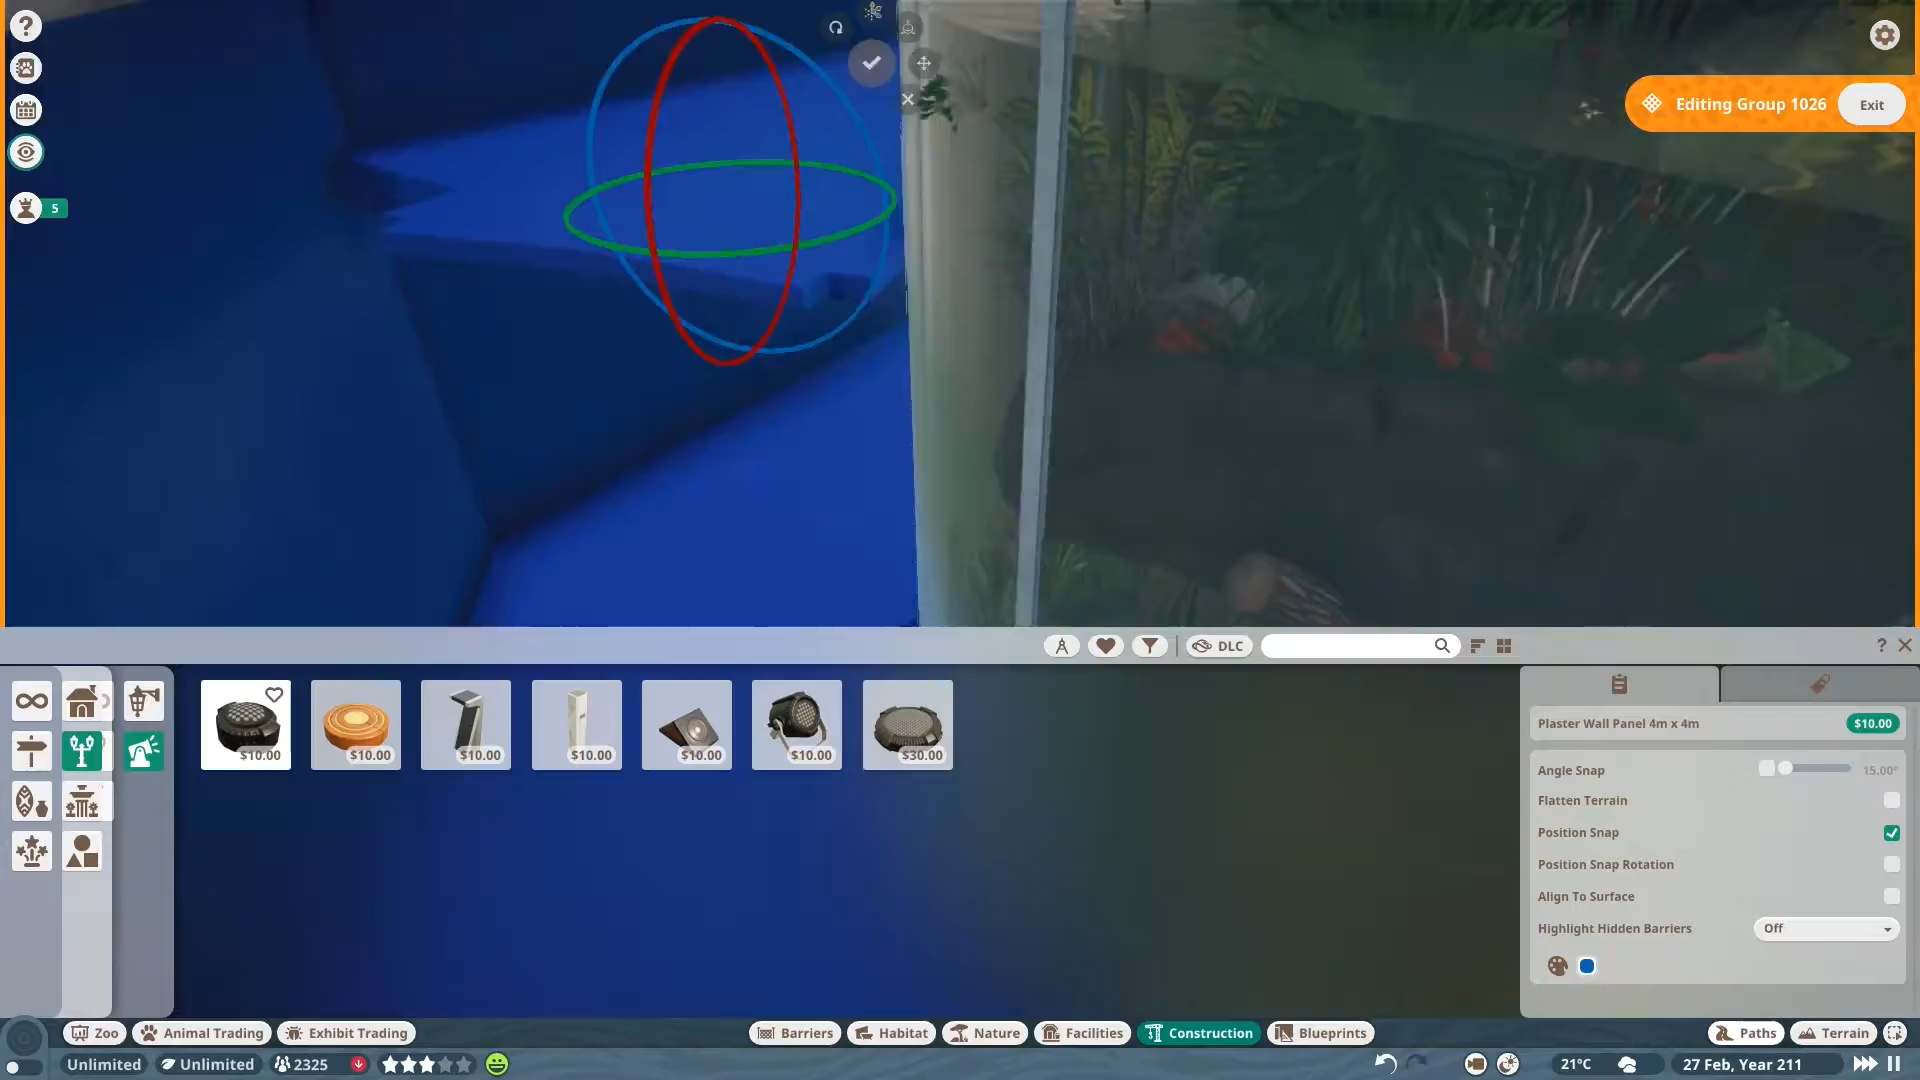 ?
Editing Group 1026 Exit
5
DLC
? 
$10.00 $10.00 $10.00 $10.00 $10.00 $10.00 $30.00
Plaster Wall Panel 4m x 4m $10.00
Angle Snap 15.00°
Flatten Terrain
Position Snap
Position Snap Rotation
Align To Surface
Highlight Hidden Barriers Off
Zoo Animal Trading Exhibit Trading Barriers Habitat Nature Facilities Construction Blueprints Paths Terrain
Unlimited Unlimited 2325 21°C 27 Feb, Year 211